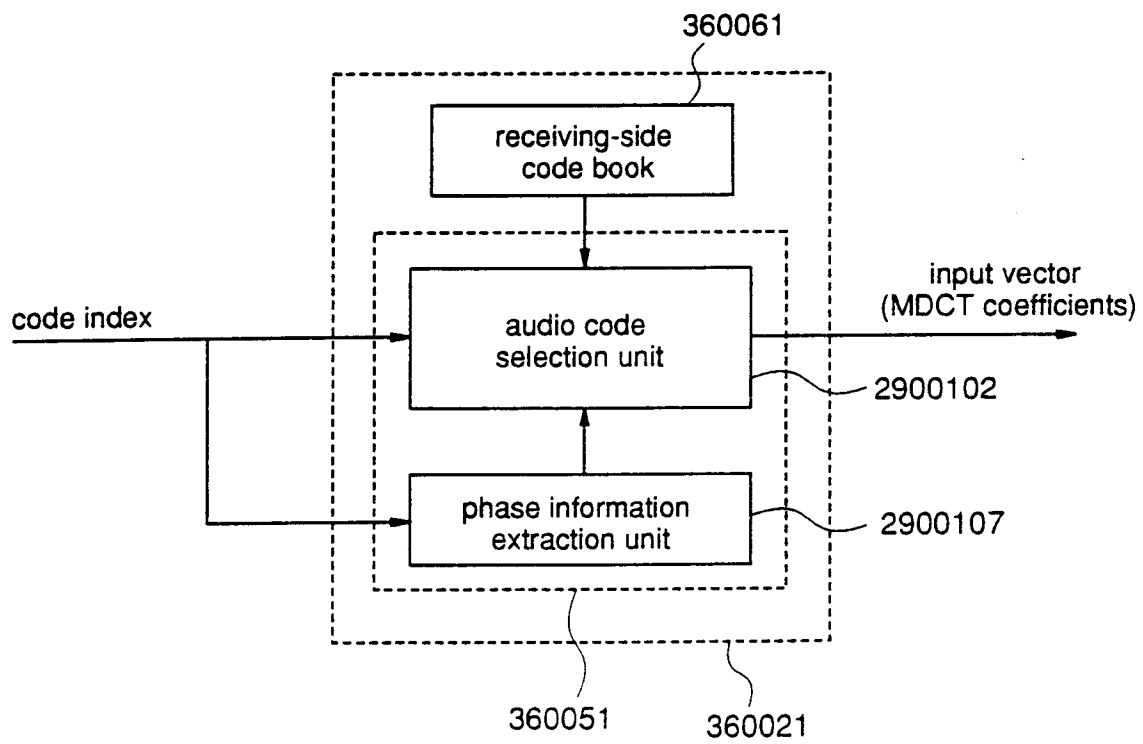 360061
receiving-side
code book
input vector
(MDCT coefficients)
code index
audio code
selection unit
2900102
phase information
extraction unit
2900107
360051
360021